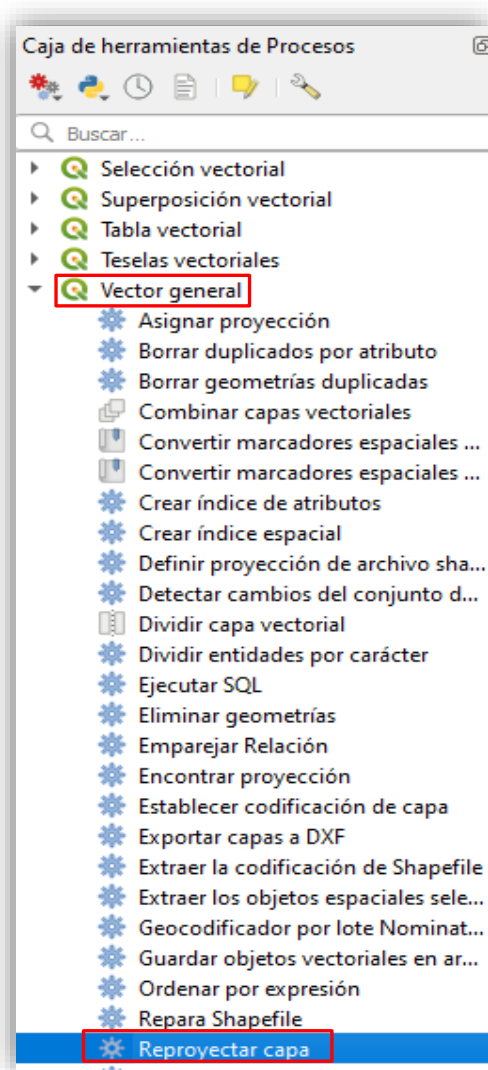 Caja de herramientas de Procesos
Buscar...
Selección vectorial
Superposición vectorial
Tabla vectorial
Teselas vectoriales
Vector general
Asignar proyección
Borrar duplicados por atributo
Borrar geometrías duplicadas
Combinar capas vectoriales
Convertir marcadores espaciales ...
Convertir marcadores espaciales ...
Crear índice de atributos
Crear índice espacial
Definir proyección de archivo sha...
Detectar cambios del conjunto d...
Dividir capa vectorial
Dividir entidades por carácter
Ejecutar SQL
Eliminar geometrías
Emparejar Relación
Encontrar proyección
Establecer codificación de capa
Exportar capas a DXF
Extraer la codificación de Shapefile
Extraer los objetos espaciales sele...
Geocodificador por lote Nominat...
Guardar objetos vectoriales en ar...
Ordenar por expresión
Repara Shapefile
Reproyectar capa